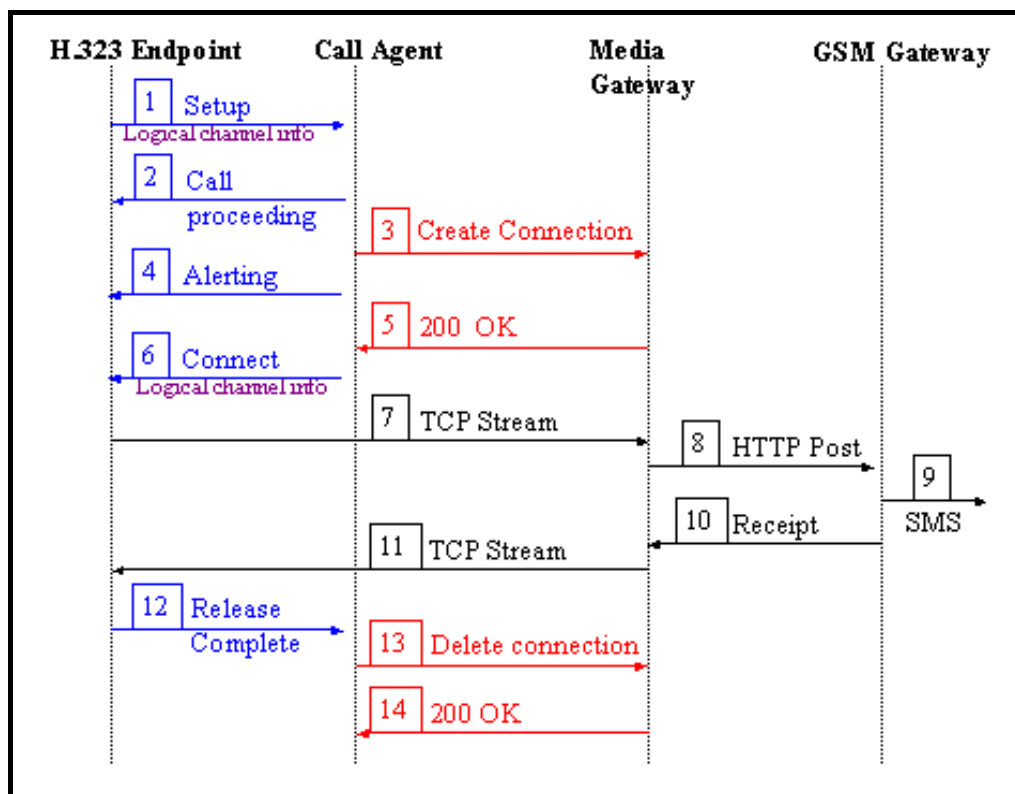 H.323 Endpoint Call Agent Media Gateway GSM Gateway
1 Setup
Logical channel info
2 Call proceeding
3 Create Connection
4 Alerting
5 200 OK
6 Connect
Logical channel info
7 TCP Stream
8 HTTP Post
9
SMS
10 Receipt
11 TCP Stream
12 Release Complete
13 Delete connection
14 200 OK